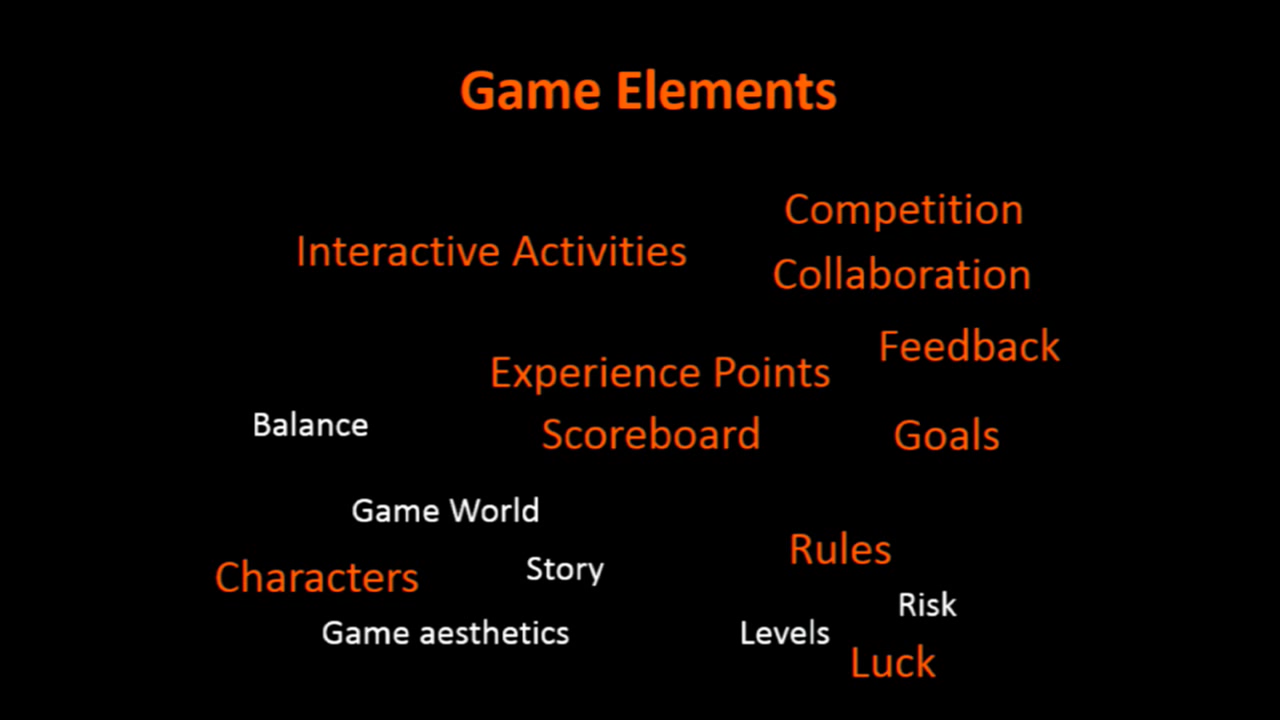 Game Elements
Competition
Interactive Activities
Collaboration
Feedback
Experience Points
Balance
Scoreboard
Goals
Game World
Rules
Story
Characters
Risk
Game aesthetics
Levels
Luck